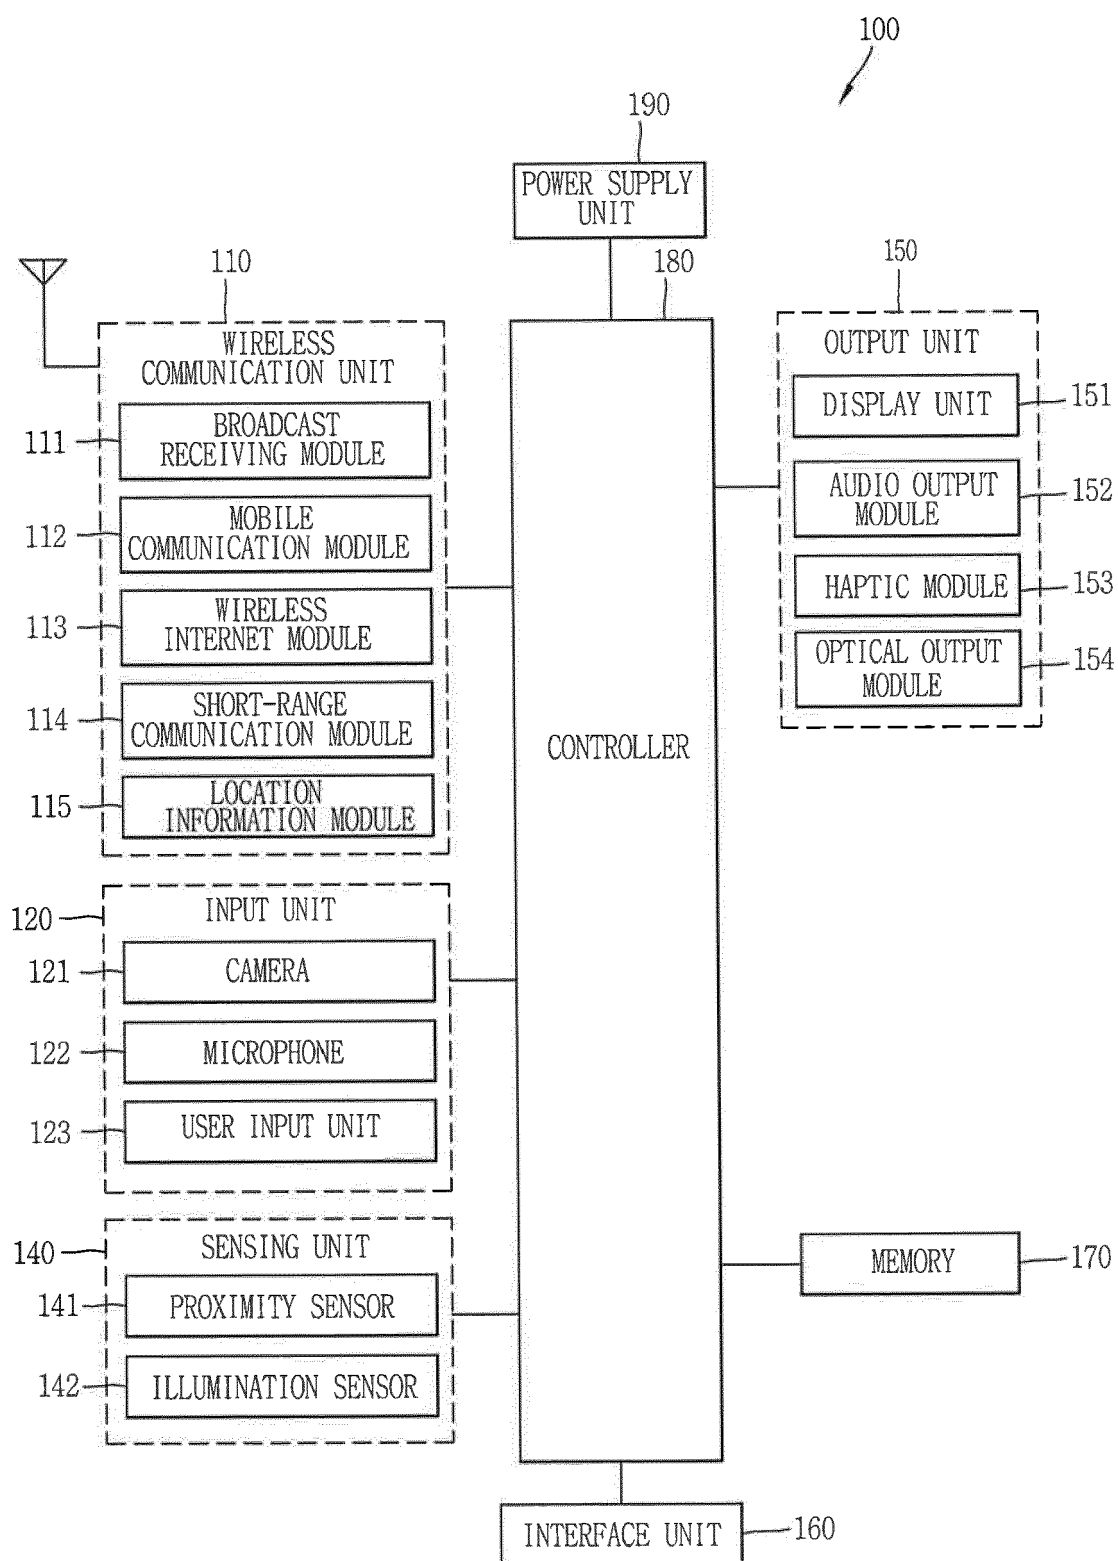 100
190
POWER SUPPLY
UNIT
110
180
150
WIRELESS
COMMUNICATION UNIT
111
BROADCAST
RECEIVING MODULE
112
MOBILE
COMMUNICATION MODULE
113
WIRELESS
INTERNET MODULE
114
SHORT-RANGE
COMMUNICATION MODULE
115
LOCATION
INFORMATION MODULE
120
INPUT UNIT
121
CAMERA
122
MICROPHONE
123
USER INPUT UNIT
140
SENSING UNIT
141
PROXIMITY SENSOR
142
ILLUMINATION SENSOR
CONTROLLER
OUTPUT UNIT
DISPLAY UNIT
151
AUDIO OUTPUT
MODULE
152
HAPTIC MODULE
153
OPTICAL OUTPUT
MODULE
154
MEMORY
170
INTERFACE UNIT
160